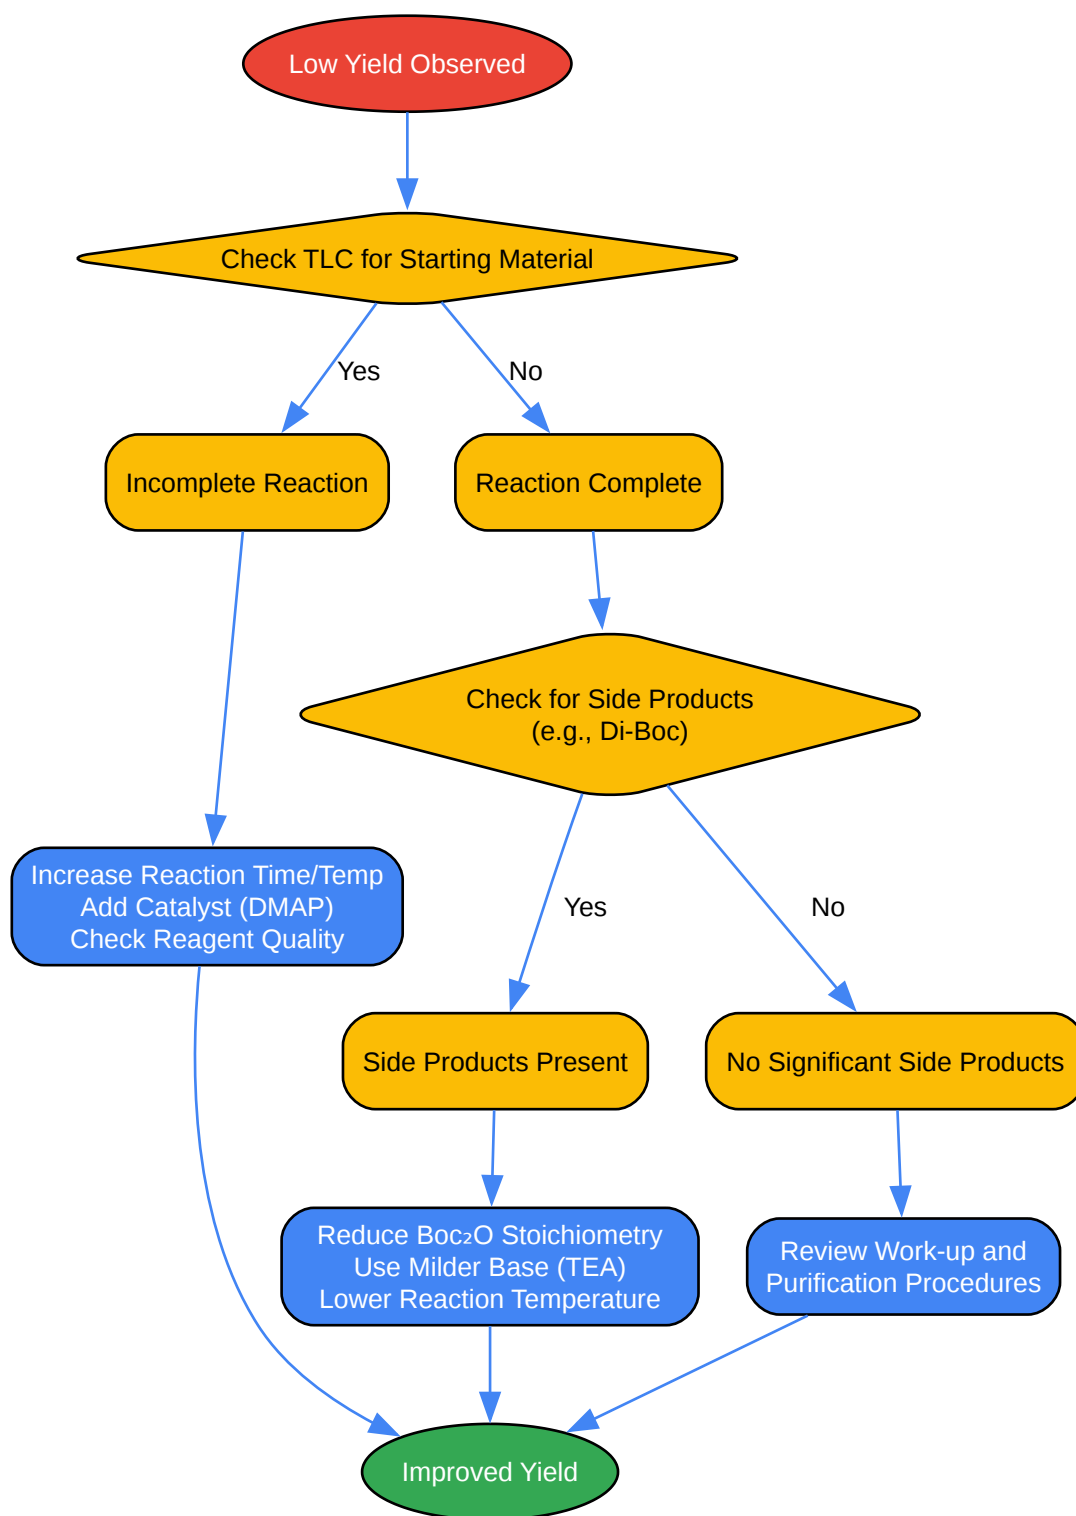 Low Yield Observed
Check TLC for Starting Material
Yes
No
Incomplete Reaction
Reaction Complete
Check for Side Products
(e.g., Di-Boc)
Increase Reaction Time/Temp
Add Catalyst (DMAP)
Check Reagent Quality
Yes
No
Side Products Present
No Significant Side Products
Reduce Boc₂O Stoichiometry
Use Milder Base (TEA)
Lower Reaction Temperature
Review Work-up and
Purification Procedures
Improved Yield